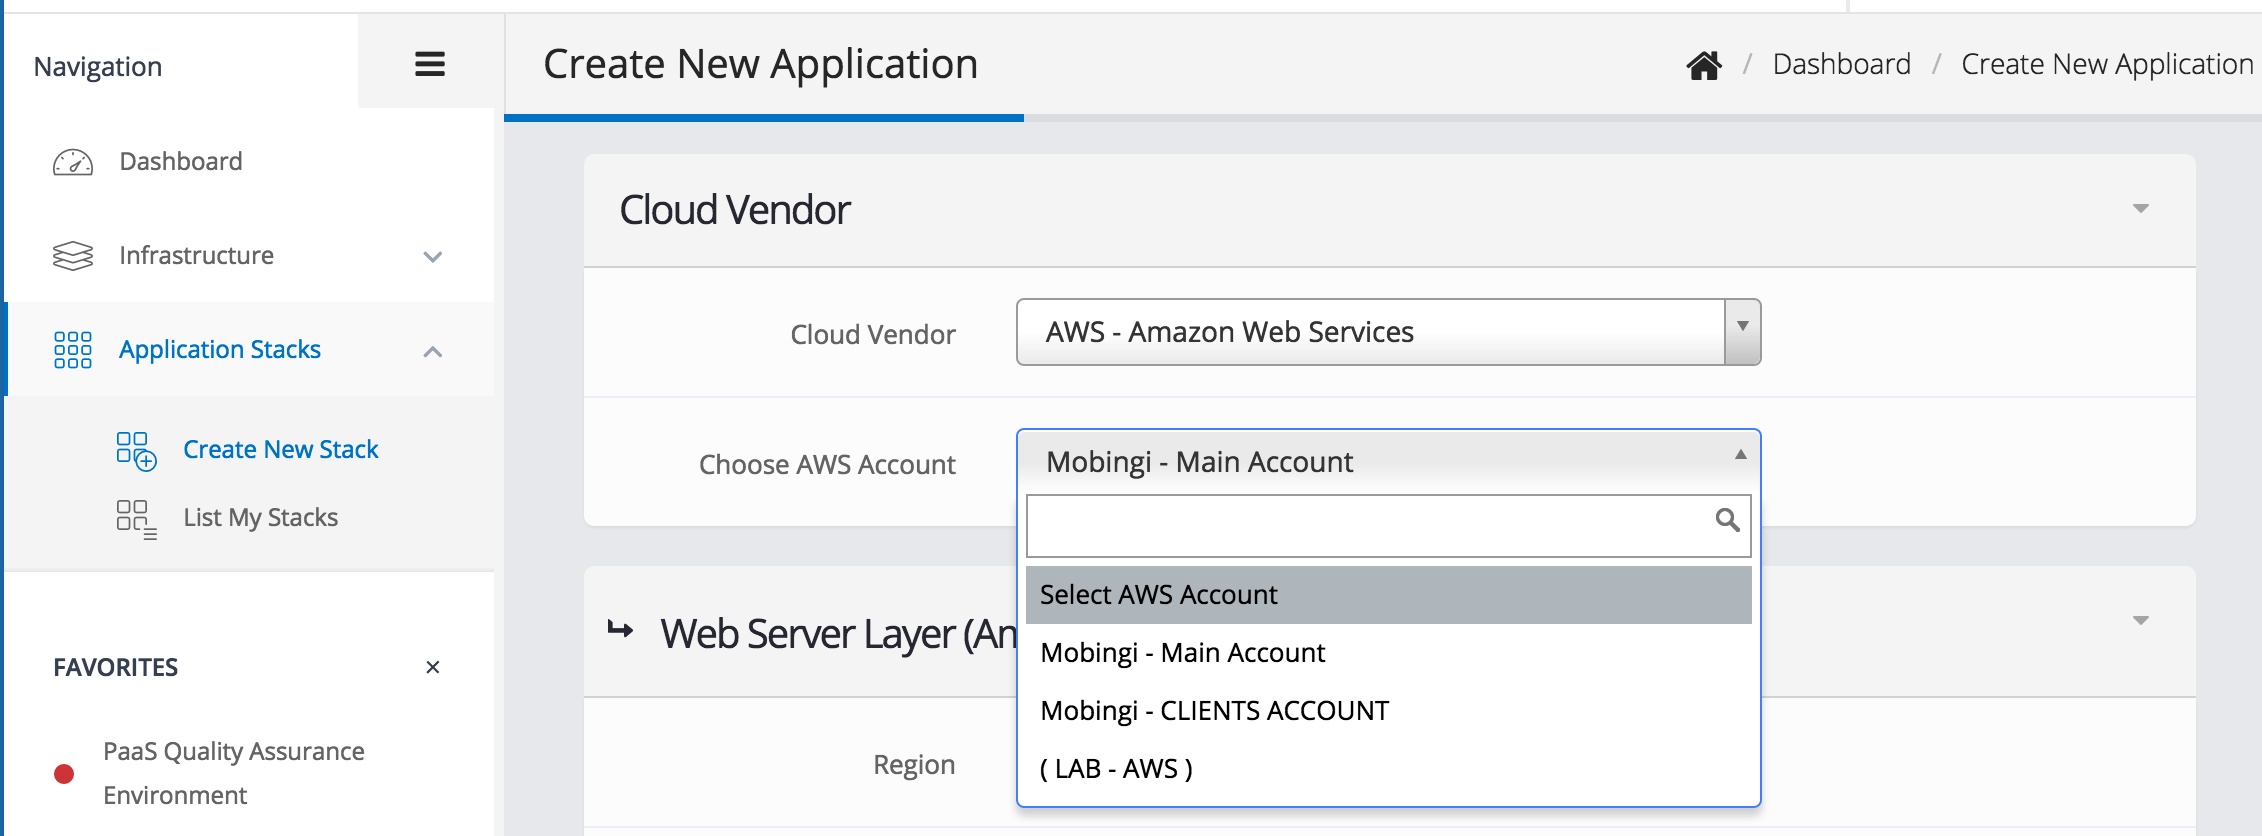 Navigation
Create New Application
/ Dashboard / Create New Application
Dashboard
Infrastructure
Application Stacks
Create New Stack
List My Stacks
FAVORITES
×
PaaS Quality Assurance
Environment
Cloud Vendor
Cloud Vendor
AWS - Amazon Web Services
Choose AWS Account
Mobingi - Main Account
Select AWS Account
Mobingi - Main Account
Mobingi - CLIENTS ACCOUNT
( LAB - AWS )
Web Server Layer
Region